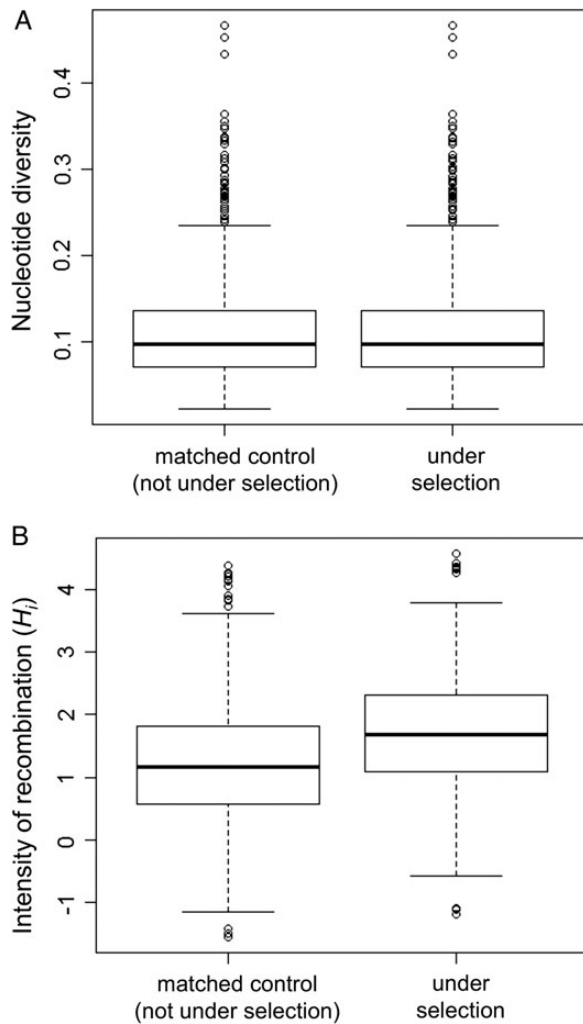 A
Nucleotide diversity
0.4
0.3
0.2
0.1
matched control
(not under selection)
under
selection
B
Intensity of recombination (Hi)
4
3
2
1
0
-1
matched control
(not under selection)
under
selection